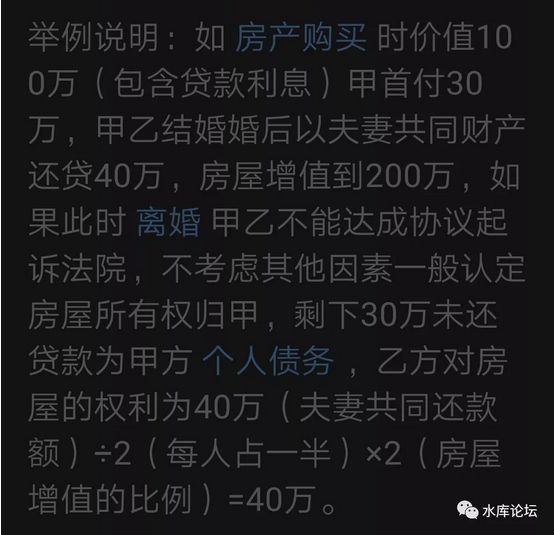 举例说明：如 房产购买 时价值10
0万（包含贷款利息）甲首付30
万，甲乙结婚婚后以夫妻共同财产
还贷40万，房屋增值到200万，如
果此时 离婚 甲乙不能达成协议起
诉法院，不考虑其他因素一般认定
房屋所有权归甲，剩下30万未还
贷款为甲方 个人债务 ，乙方对房
屋的权利为40万（夫妻共同还款
额）÷2（每人占一半）×2（房屋
增值的比例）=40万。
水库论坛